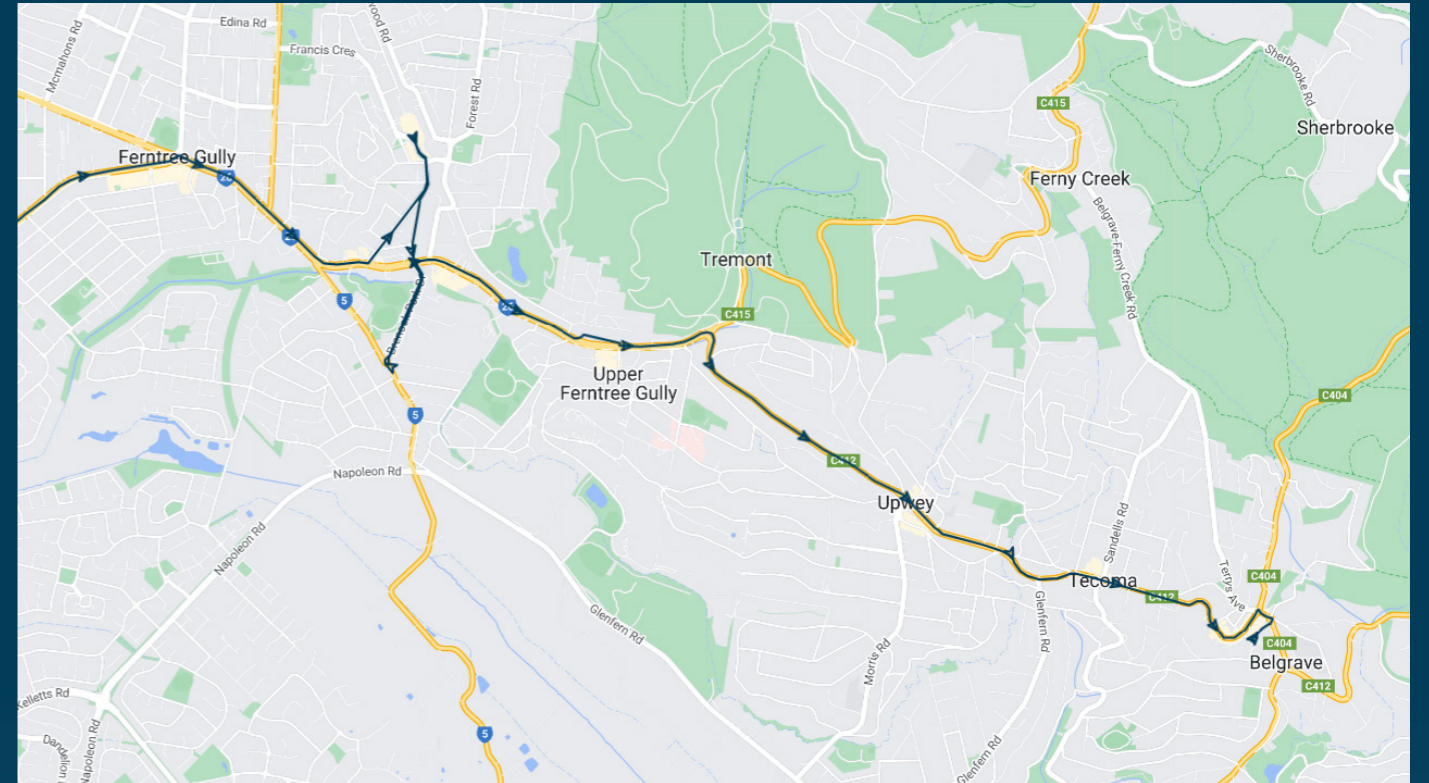 Edina Rd
Mcmahons Rd
wood Rd
Francis Cres
Forest Rd
C415
Sherbrooke Rd
Sherbrooke
Ferntree Gully
Ferny Creek
26
Belgrave-Ferny Creek Rd
Tremont
5
26
C415
Upper
Ferntree Gully
C404
5
Napoleon Rd
C412
Upwey
Napoleon Rd
Sandells Rd
Tecoma
Terrys Ave
C404
C412
Glenfern Rd
Glenfern Rd
C404
Belgrave
Morris Rd
C412
Kelletts Rd
5
Napoleon Rd
Glenfern Rd